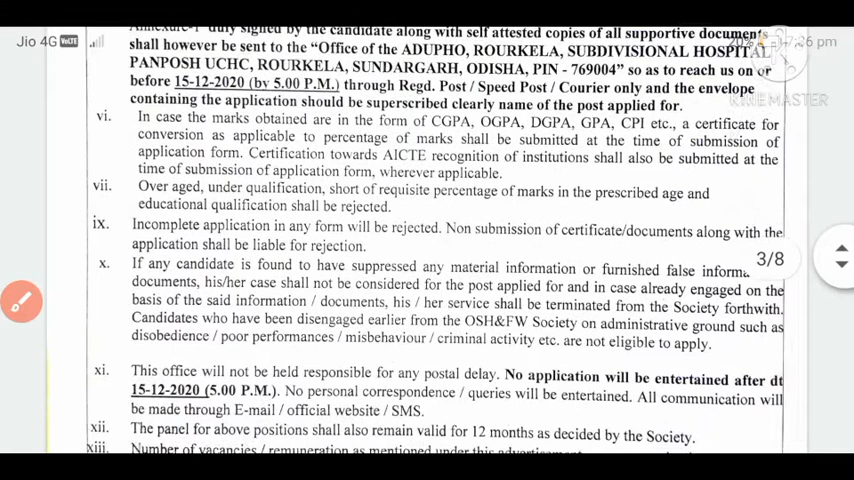 Jio 4G VoLTE
20% 7:36 pm
KINEMASTER
Annexure-1 duly signed by the candidate along with self attested copies of all supportive documents
shall however be sent to the "Office of the ADUPHO, ROURKELA, SUBDIVISIONAL HOSPITAL
PANPOSH UCHC, ROURKELA, SUNDARGARH, ODISHA, PIN - 769004" so as to reach us on or
before 15-12-2020 (by 5.00 P.M.) through Regd. Post / Speed Post / Courier only and the envelope
containing the application should be superscribed clearly name of the post applied for.
vi. In case the marks obtained are in the form of CGPA, OGPA, DGPA, GPA, CPI etc., a certificate for
conversion as applicable to percentage of marks shall be submitted at the time of submission of
application form. Certification towards AICTE recognition of institutions shall also be submitted at the
time of submission of application form, wherever applicable.
vii. Over aged, under qualification, short of requisite percentage of marks in the prescribed age and
educational qualification shall be rejected.
ix. Incomplete application in any form will be rejected. Non submission of certificate/documents along with the
application shall be liable for rejection.
x. If any candidate is found to have suppressed any material information or furnished false informa
3/8
documents, his/her case shall not be considered for the post applied for and in case already engaged on the
basis of the said information / documents, his / her service shall be terminated from the Society forthwith.
Candidates who have been disengaged earlier from the OSH&FW Society on administrative ground such as
disobedience / poor performances / misbehaviour / criminal activity etc. are not eligible to apply.
xi. This office will not be held responsible for any postal delay. No application will be entertained after dt
15-12-2020 (5.00 P.M.). No personal correspondence / queries will be entertained. All communication will
be made through E-mail / official website / SMS.
xii. The panel for above positions shall also remain valid for 12 months as decided by the Society.
xiii. Number of vacancies / remuneration as mentioned under this